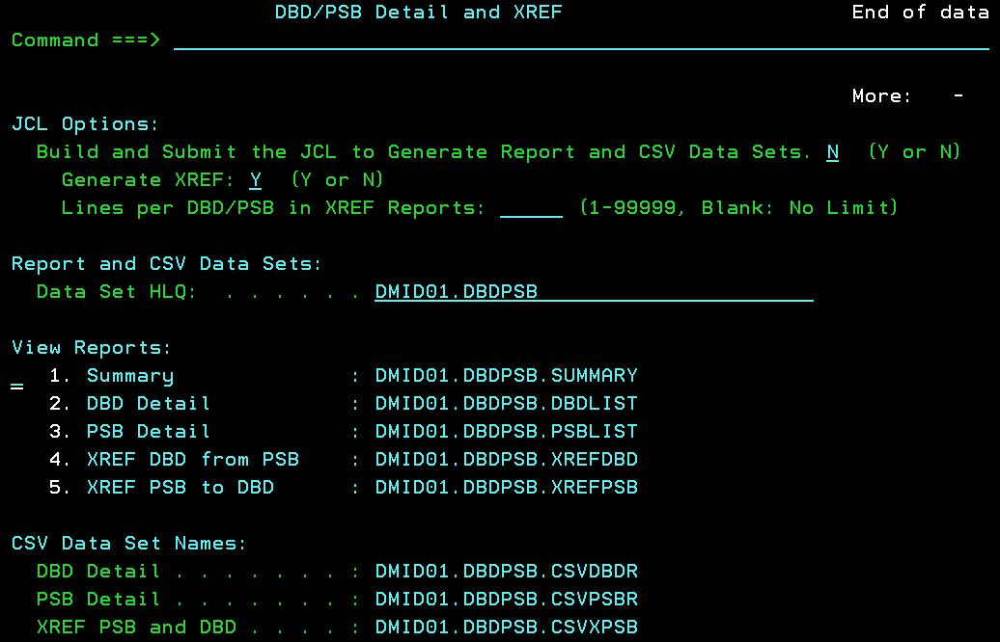 DBD/PSB Detail and XREF End of data
Command ===>
More: -
JCL Options:
Build and Submit the JCL to Generate Report and CSV Data Sets. N (Y or N)
Generate XREF: Y (Y or N)
Lines per DBD/PSB in XREF Reports: _____ (1-99999, Blank: No Limit)
Report and CSV Data Sets:
Data Set HLQ: . . . . . . DMID01.DBDPSB
View Reports:
1. Summary : DMID01.DBDPSB.SUMMARY
2. DBD Detail : DMID01.DBDPSB.DBDLIST
3. PSB Detail : DMID01.DBDPSB.PSBLIST
4. XREF DBD from PSB : DMID01.DBDPSB.XREFDBD
5. XREF PSB to DBD : DMID01.DBDPSB.XREFPSB
CSV Data Set Names:
DBD Detail . . . . . . . : DMID01.DBDPSB.CSVDBDR
PSB Detail . . . . . . . : DMID01.DBDPSB.CSVPSBR
XREF PSB and DBD . . . . : DMID01.DBDPSB.CSVXPSB